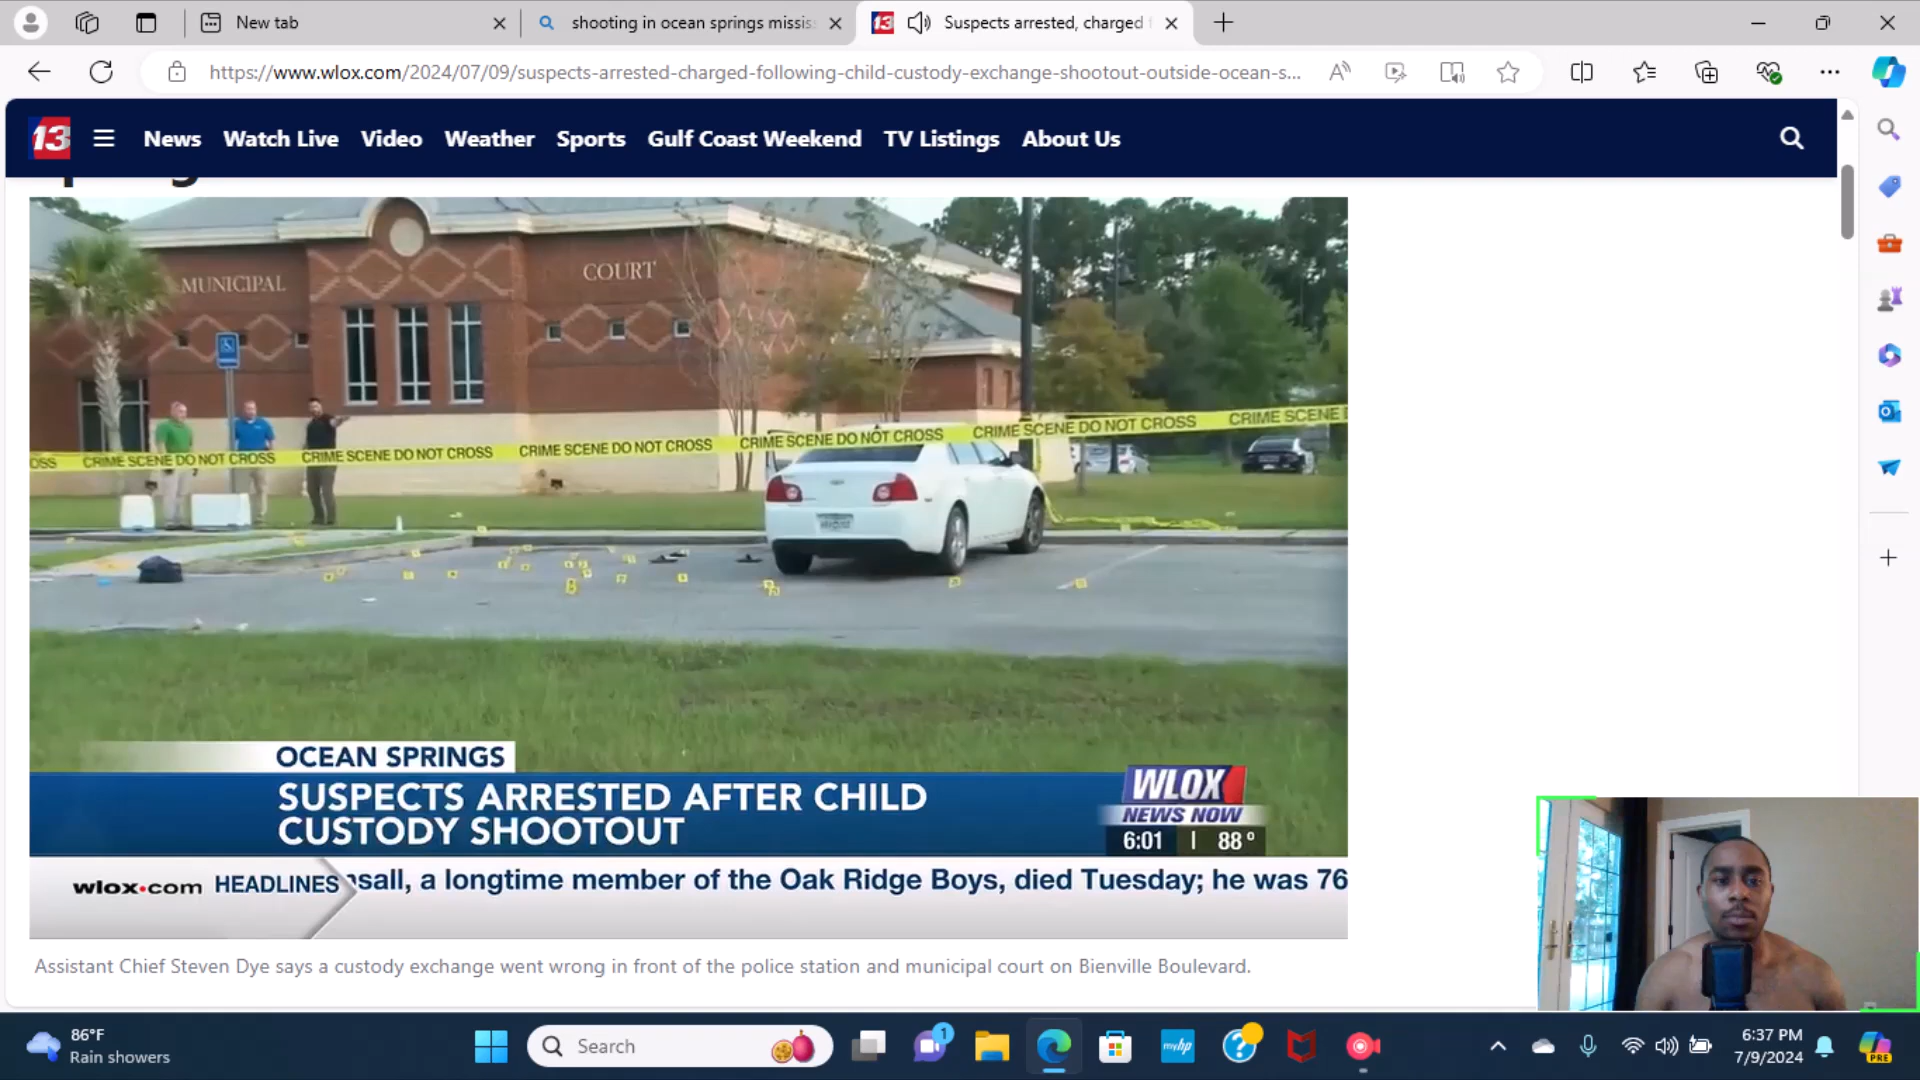 New tab
shooting in ocean springs missis
13
Suspects arrested, charged f
https://www.wlox.com/2024/07/09/suspects-arrested-charged-following-child-custody-exchange-shootout-outside-ocean-s...
13
News
Watch Live
Video
Weather
Sports
Gulf Coast Weekend
TV Listings
About Us
MUNICIPAL COURT
OSS CRIME SCENE DO NOT CROSS CRIME SCENE DO NOT CROSS CRIME SCENE DO NOT CROSS CRIME SCENE DO NOT CROSS CRIME SCENE DO NOT CROSS CRIME SCENE D
OCEAN SPRINGS
SUSPECTS ARRESTED AFTER CHILD
CUSTODY SHOOTOUT
WLOX
NEWS NOW
6:01 | 88°
wlox.com HEADLINES
nsall, a longtime member of the Oak Ridge Boys, died Tuesday; he was 76
Assistant Chief Steven Dye says a custody exchange went wrong in front of the police station and municipal court on Bienville Boulevard.
86°F
Rain showers
Search
1
myhp
6:37 PM
7/9/2024
PRE